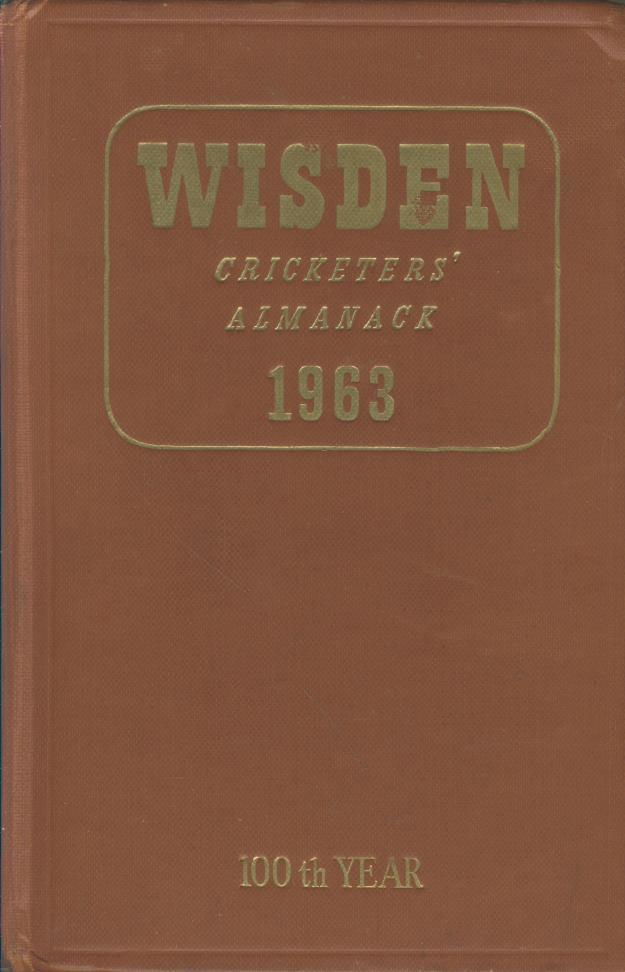 WISDEN
CRICKETERS'
ALMANACK
1963
100 th YEAR